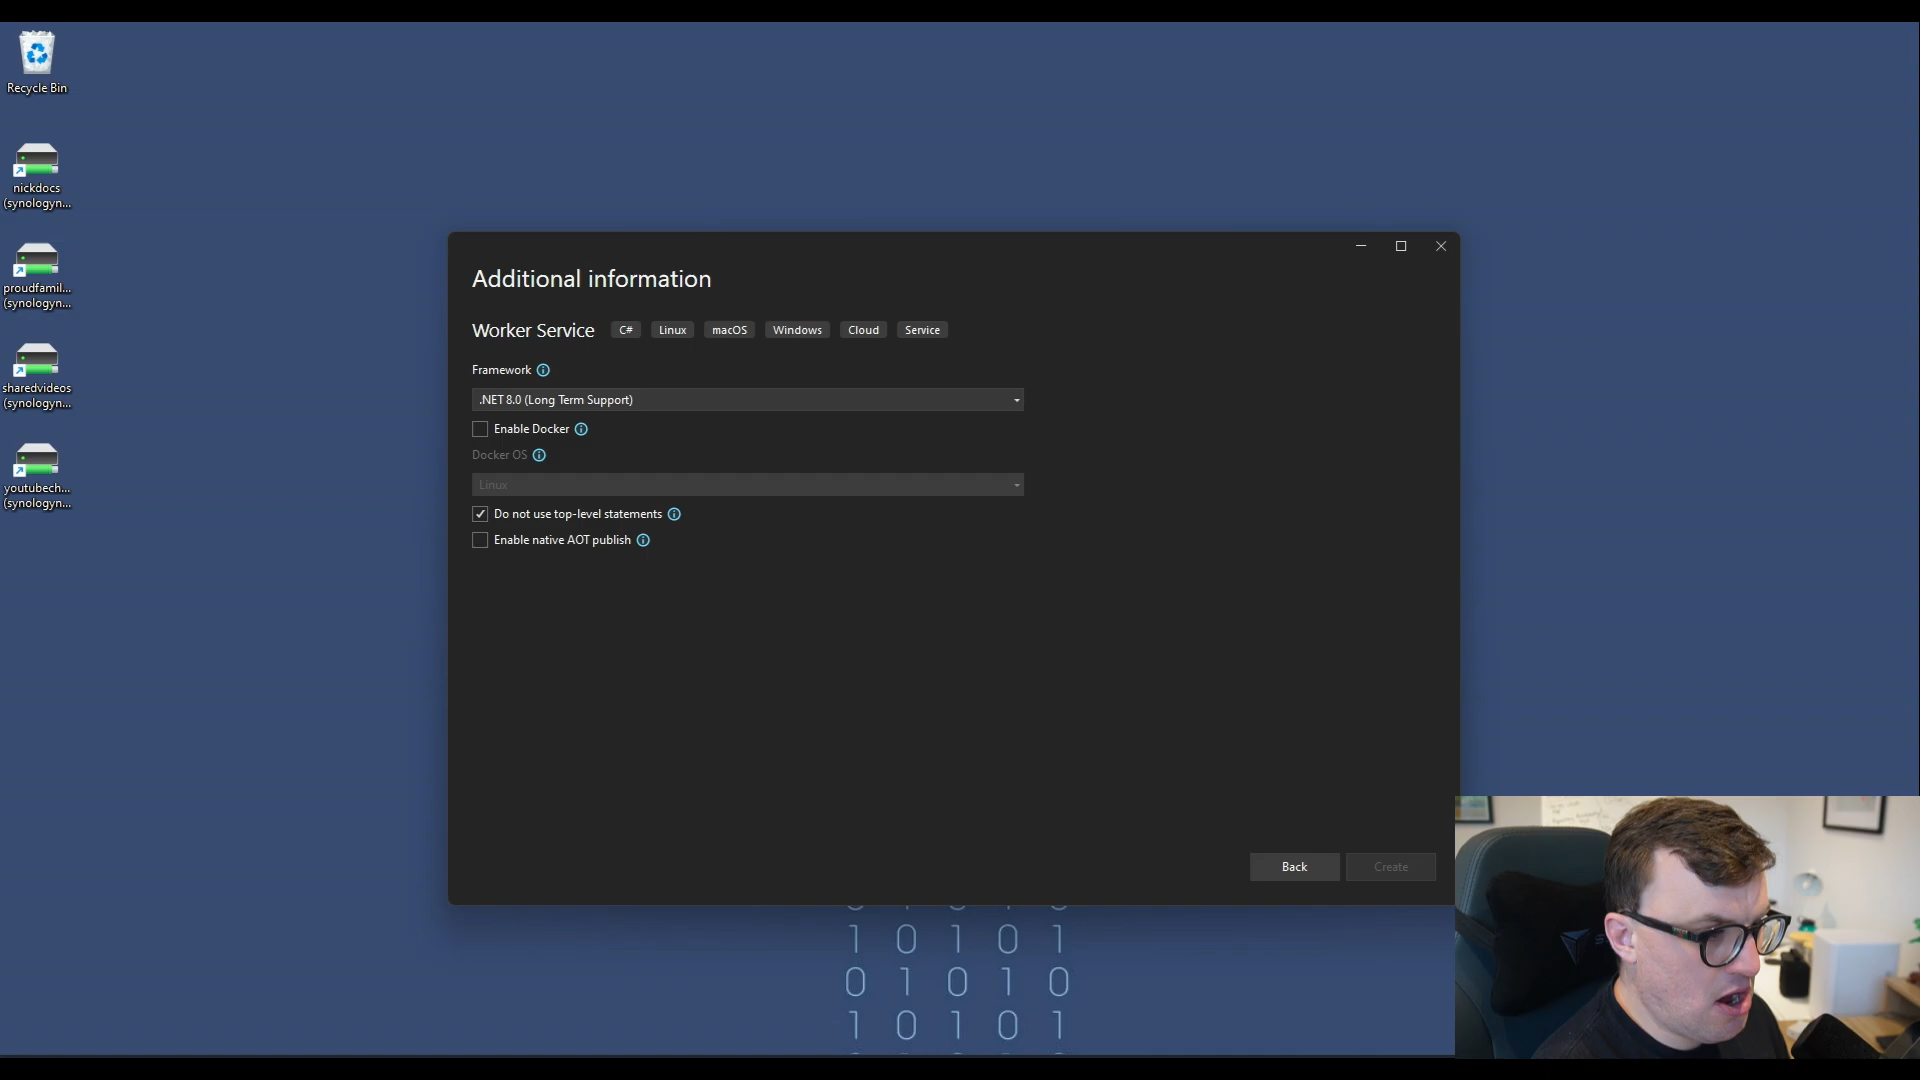 Recycle Bin
nickdocs
(synologyn...
proudfamil...
(synologyn...
sharedvideos
(synologyn...
youtubech...
(synologyn...
Additional information
Worker Service C# Linux macOS Windows Cloud Service
Framework
.NET 8.0 (Long Term Support)
Enable Docker
Docker OS
Linux
Do not use top-level statements
Enable native AOT publish
Back Create
1 0 1 0 1
0 1 0 1 0
1 0 1 0 1